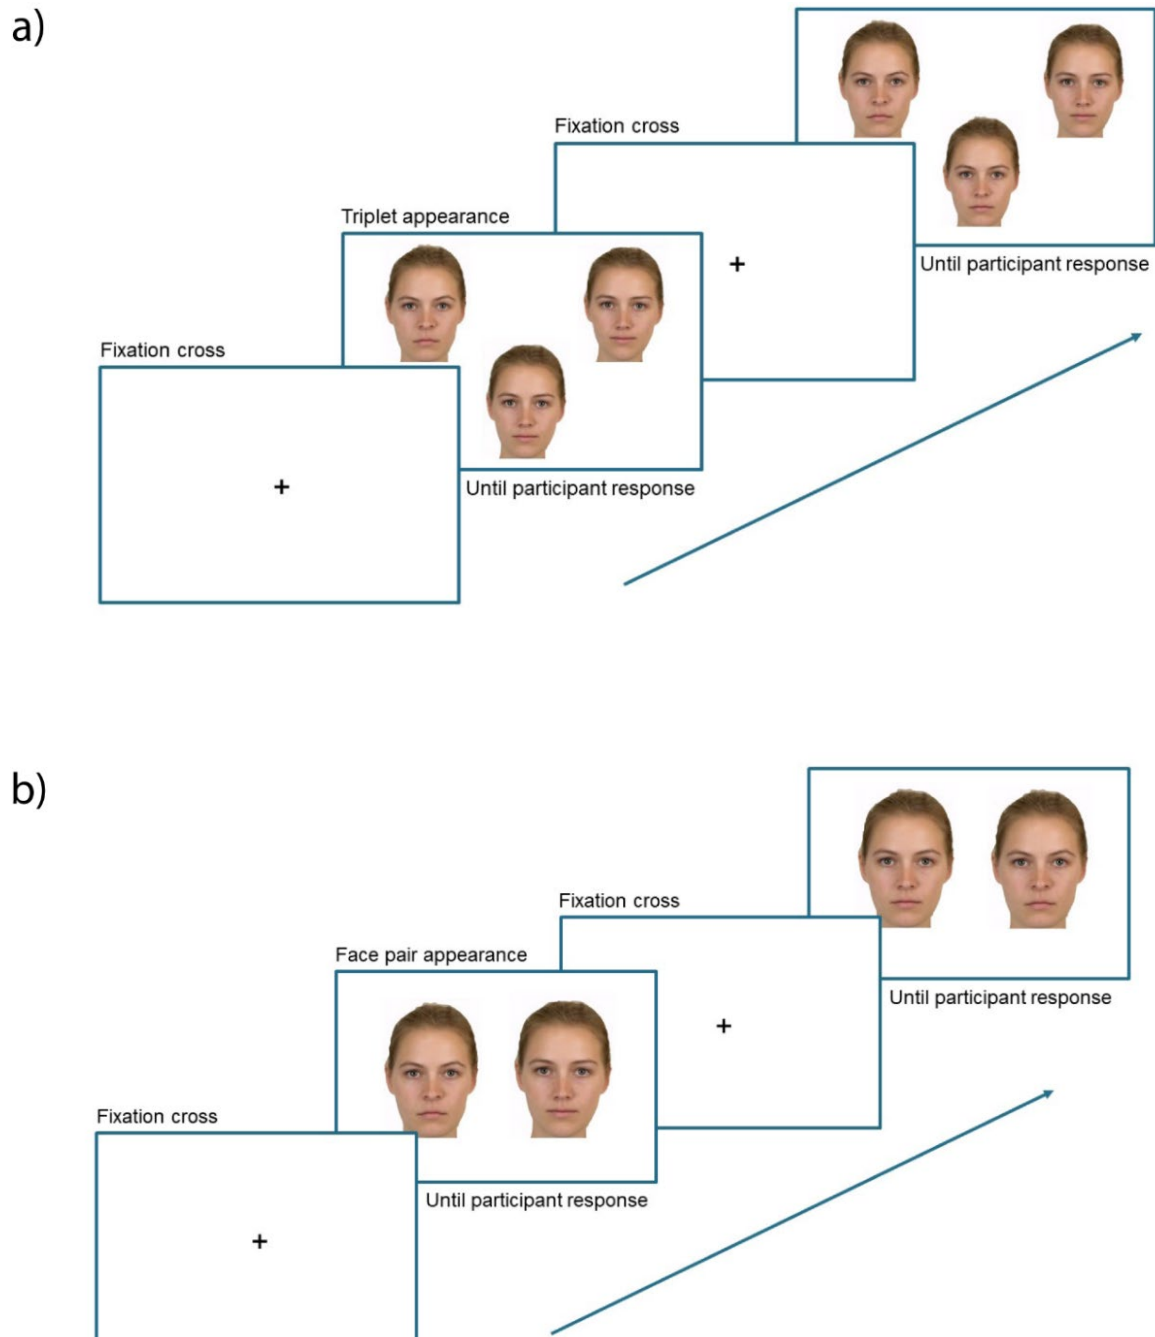 a)
Fixation cross
Triplet appearance
+
Until participant response
Fixation cross
Until participant response
+
b)
Fixation cross
Face pair appearance
Until participant response
+
Fixation cross
Until participant response
+